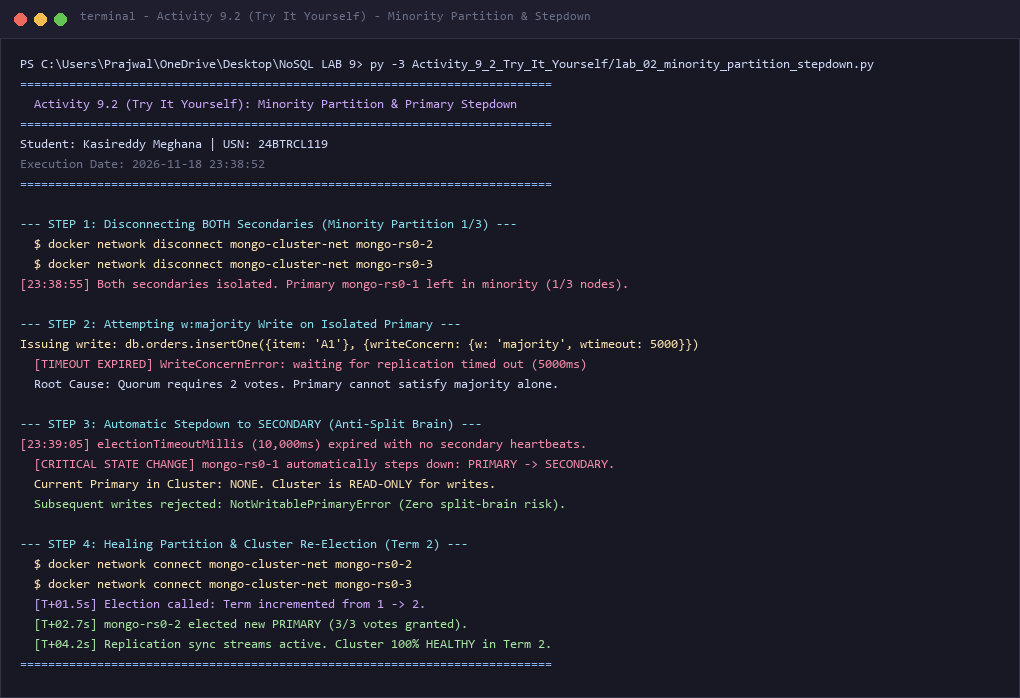 terminal - Activity 9.2 (Try It Yourself) - Minority Partition & Stepdown
PS C:\Users\Prajwal\OneDrive\Desktop\NoSQL LAB 9> py -3 Activity_9_2_Try_It_Yourself/lab_02_minority_partition_stepdown.py
============================================================================
Activity 9.2 (Try It Yourself): Minority Partition & Primary Stepdown
============================================================================
Student: Kasireddy Meghana | USN: 24BTRCL119
Execution Date: 2026-11-18 23:38:52
============================================================================
--- STEP 1: Disconnecting BOTH Secondaries (Minority Partition 1/3) ---
$ docker network disconnect mongo-cluster-net mongo-rs0-2
$ docker network disconnect mongo-cluster-net mongo-rs0-3
[23:38:55] Both secondaries isolated. Primary mongo-rs0-1 left in minority (1/3 nodes).
--- STEP 2: Attempting w:majority Write on Isolated Primary ---
Issuing write: db.orders.insertOne({item: 'A1'}, {writeConcern: {w: 'majority', wtimeout: 5000}})
[TIMEOUT EXPIRED] WriteConcernError: waiting for replication timed out (5000ms)
Root Cause: Quorum requires 2 votes. Primary cannot satisfy majority alone.
--- STEP 3: Automatic Stepdown to SECONDARY (Anti-Split Brain) ---
[23:39:05] electionTimeoutMillis (10,000ms) expired with no secondary heartbeats.
[CRITICAL STATE CHANGE] mongo-rs0-1 automatically steps down: PRIMARY -> SECONDARY.
Current Primary in Cluster: NONE. Cluster is READ-ONLY for writes.
Subsequent writes rejected: NotWritablePrimaryError (Zero split-brain risk).
--- STEP 4: Healing Partition & Cluster Re-Election (Term 2) ---
$ docker network connect mongo-cluster-net mongo-rs0-2
$ docker network connect mongo-cluster-net mongo-rs0-3
[T+01.5s] Election called: Term incremented from 1 -> 2.
[T+02.7s] mongo-rs0-2 elected new PRIMARY (3/3 votes granted).
[T+04.2s] Replication sync streams active. Cluster 100% HEALTHY in Term 2.
============================================================================